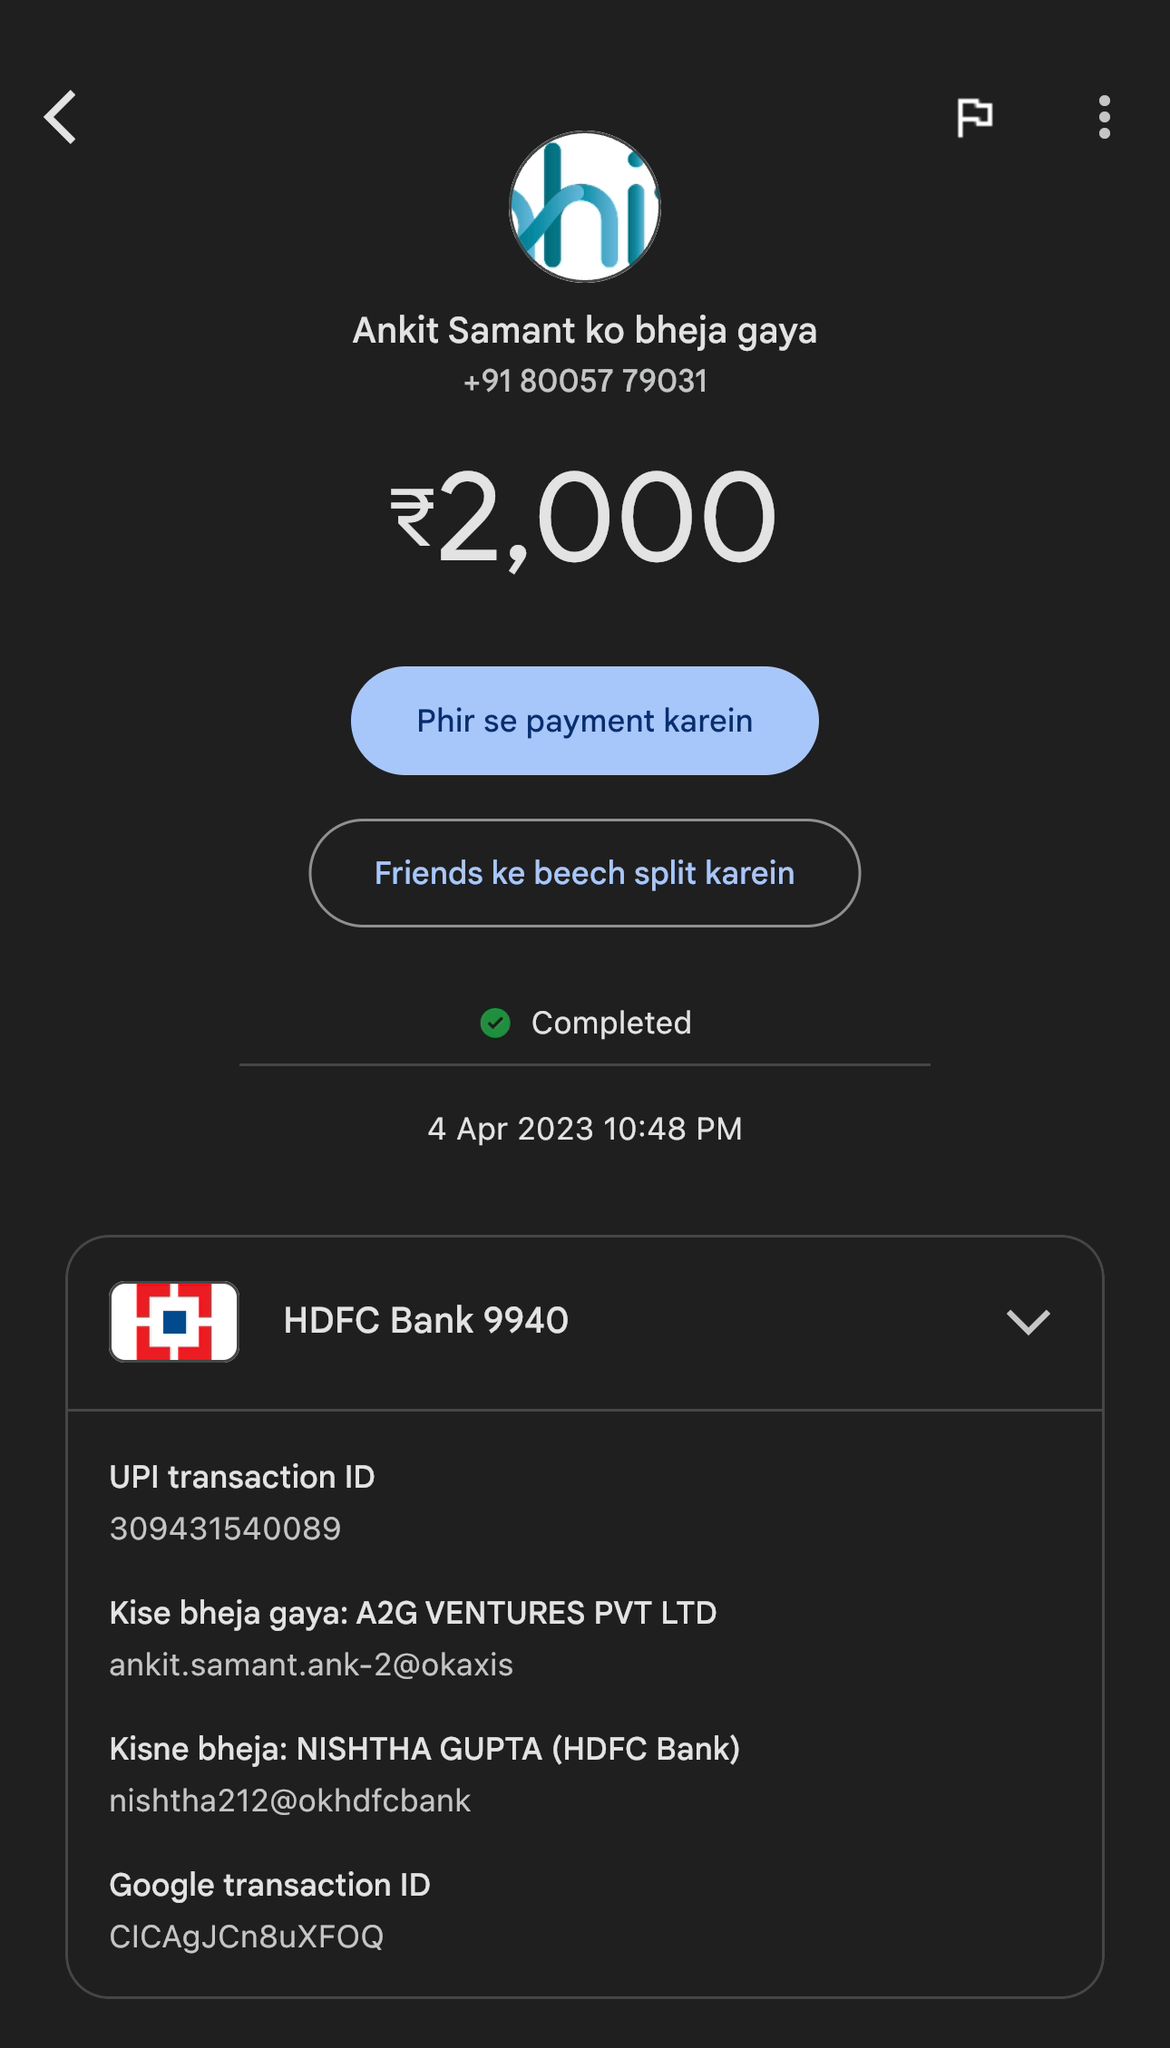 hi
Ankit Samant ko bheja gaya
+91 80057 79031
₹2,000
Phir se payment karein
Friends ke beech split karein
Completed
4 Apr 2023 10:48 PM
HDFC Bank 9940
UPI transaction ID
309431540089
Kise bheja gaya: A2G VENTURES PVT LTD
ankit.samant.ank-2@okaxis
Kisne bheja: NISHTHA GUPTA (HDFC Bank)
nishtha212@okhdfcbank
Google transaction ID
CICAgJCn8uXFOQ